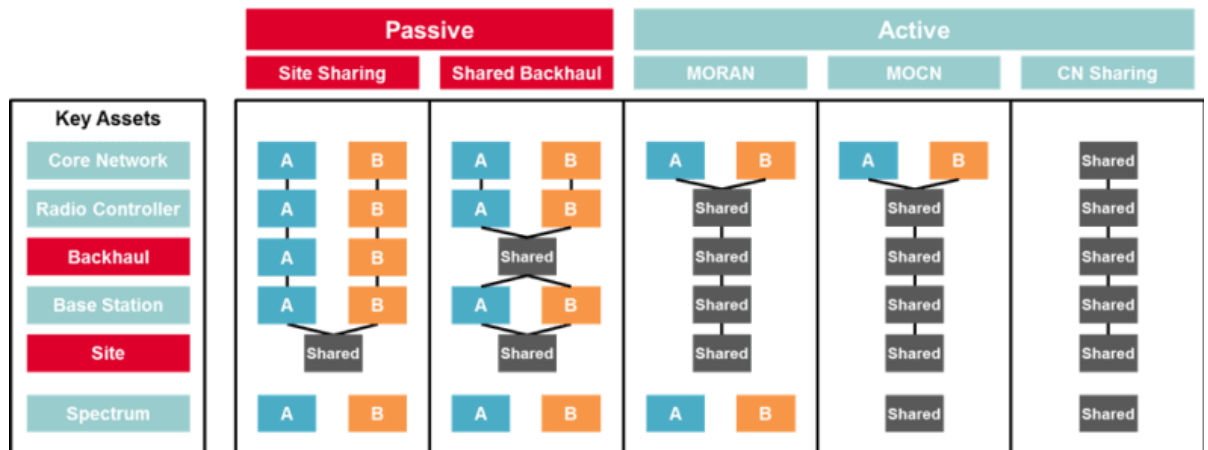 Passive Active
Site Sharing Shared Backhaul MORAN MOCN CN Sharing
Key Assets
Core Network A B A B A B A B Shared
Radio Controller A B A B Shared Shared Shared
Backhaul A B Shared Shared Shared Shared
Base Station A B A B Shared Shared Shared
Site Shared Shared Shared Shared Shared
Spectrum A B A B A B Shared Shared